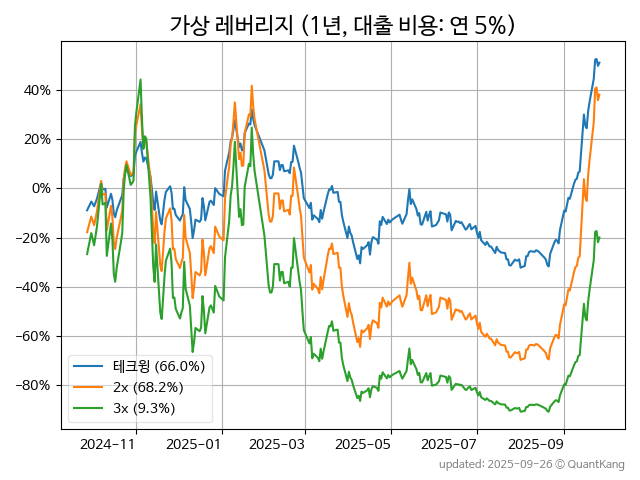 가상 레버리지 (1년, 대출 비용: 연 5%)
40%
20%
0%
−20%
−40%
−60%
−80%
테크윙 (66.0%)
2x (68.2%)
3x (9.3%)
2024-11
2025-01
2025-03
2025-05
2025-07
2025-09
updated: 2025-09-26 © QuantKang